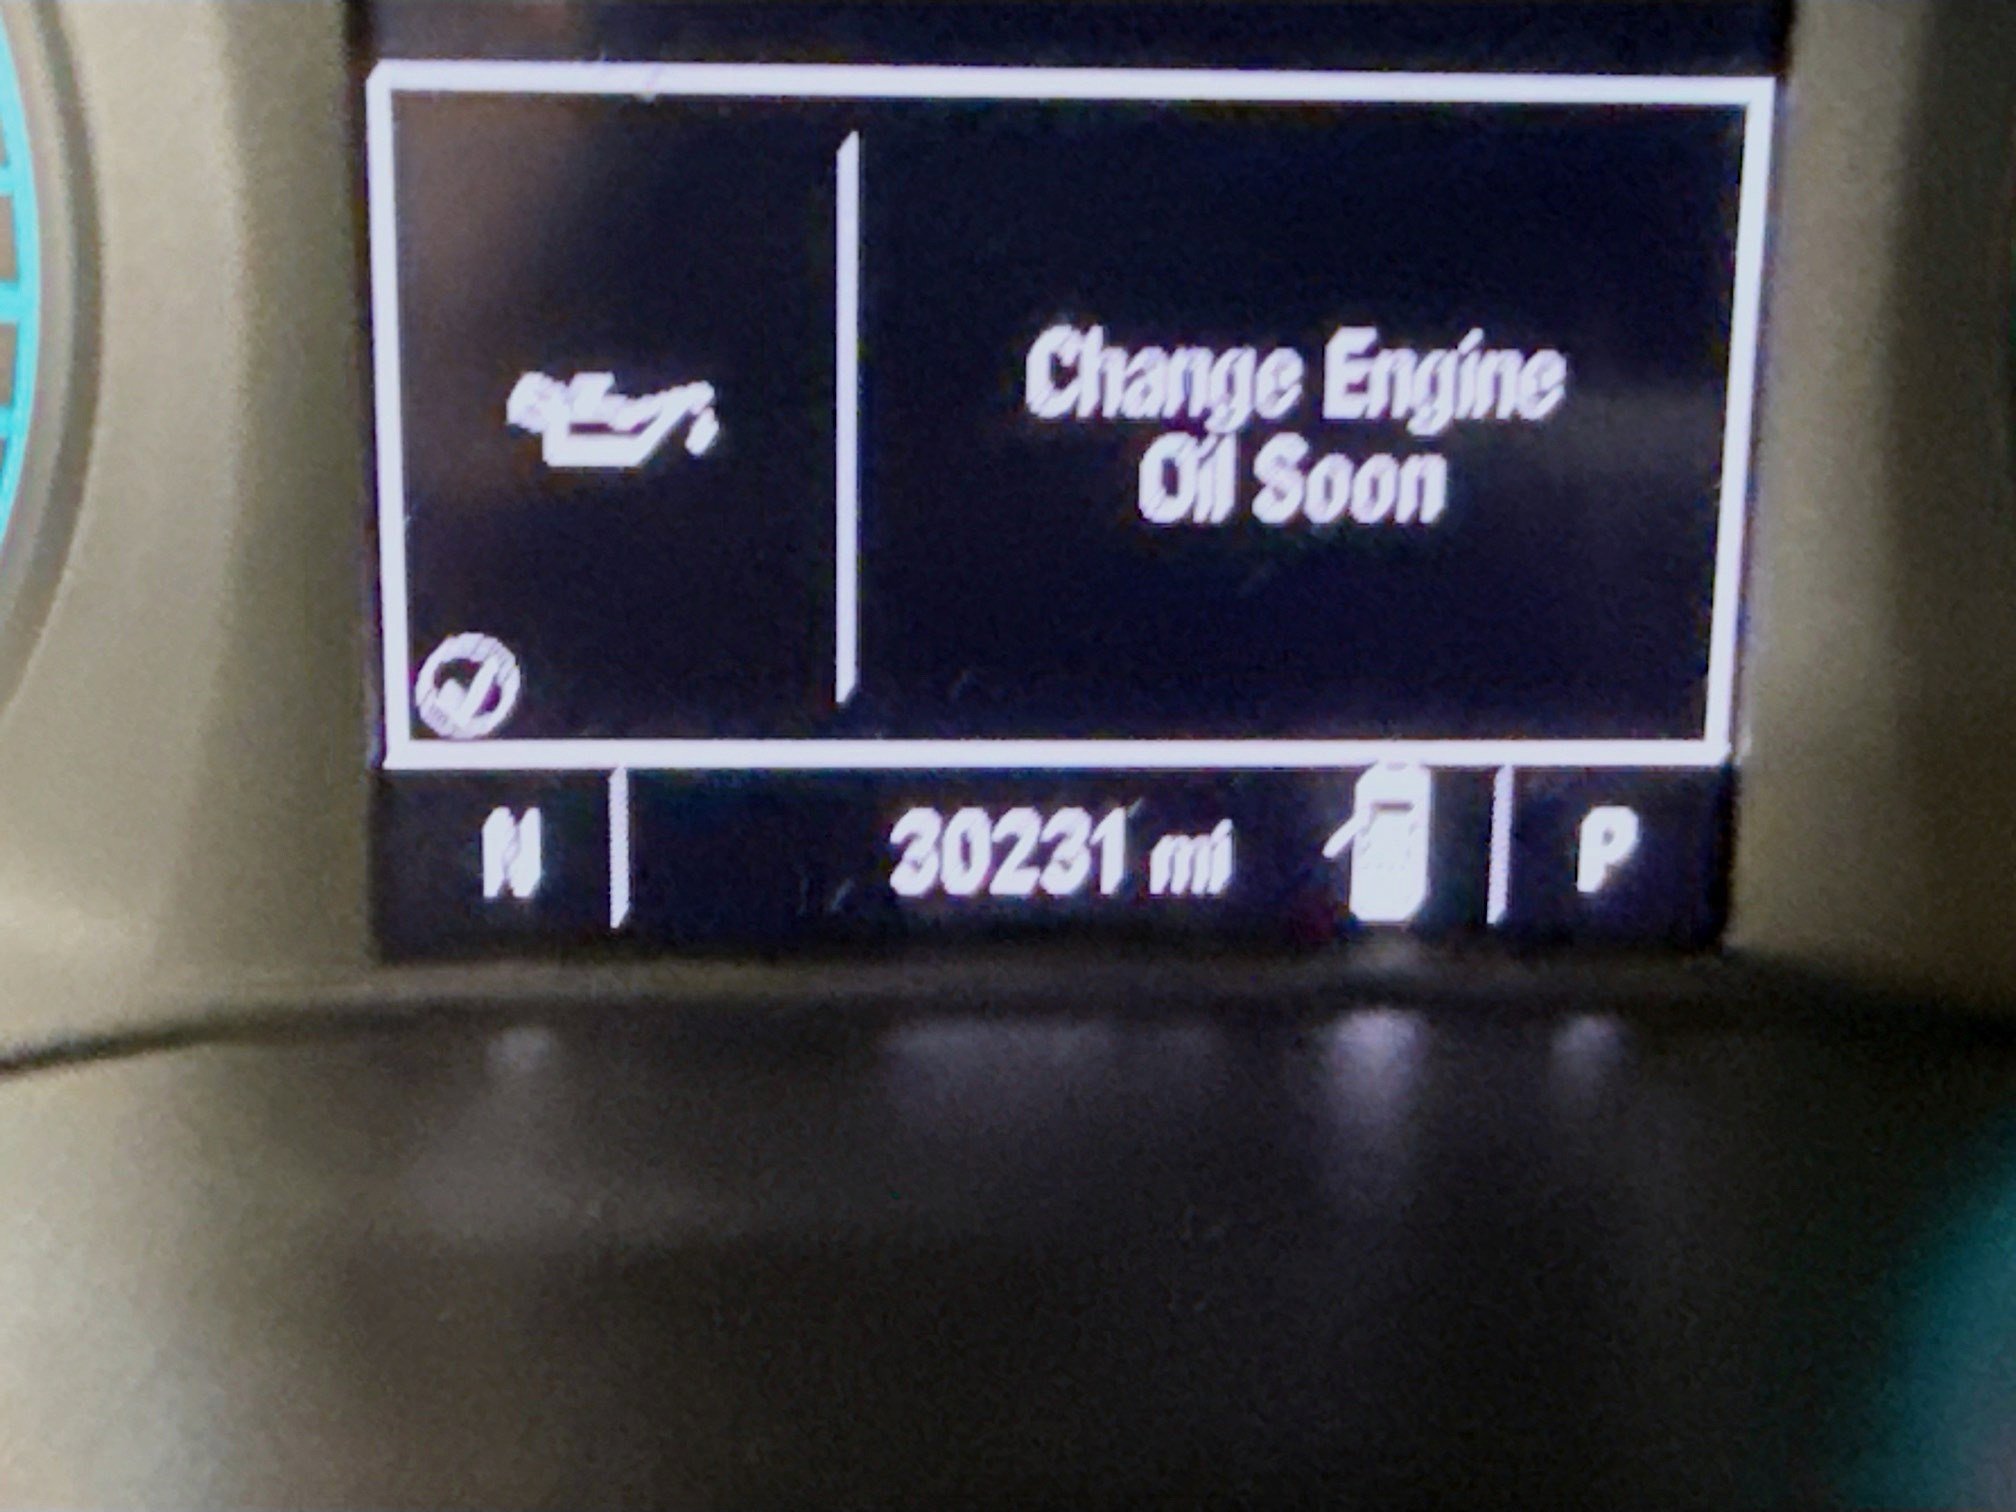 Change Engine
Oil Soon
N
30231 mi
P